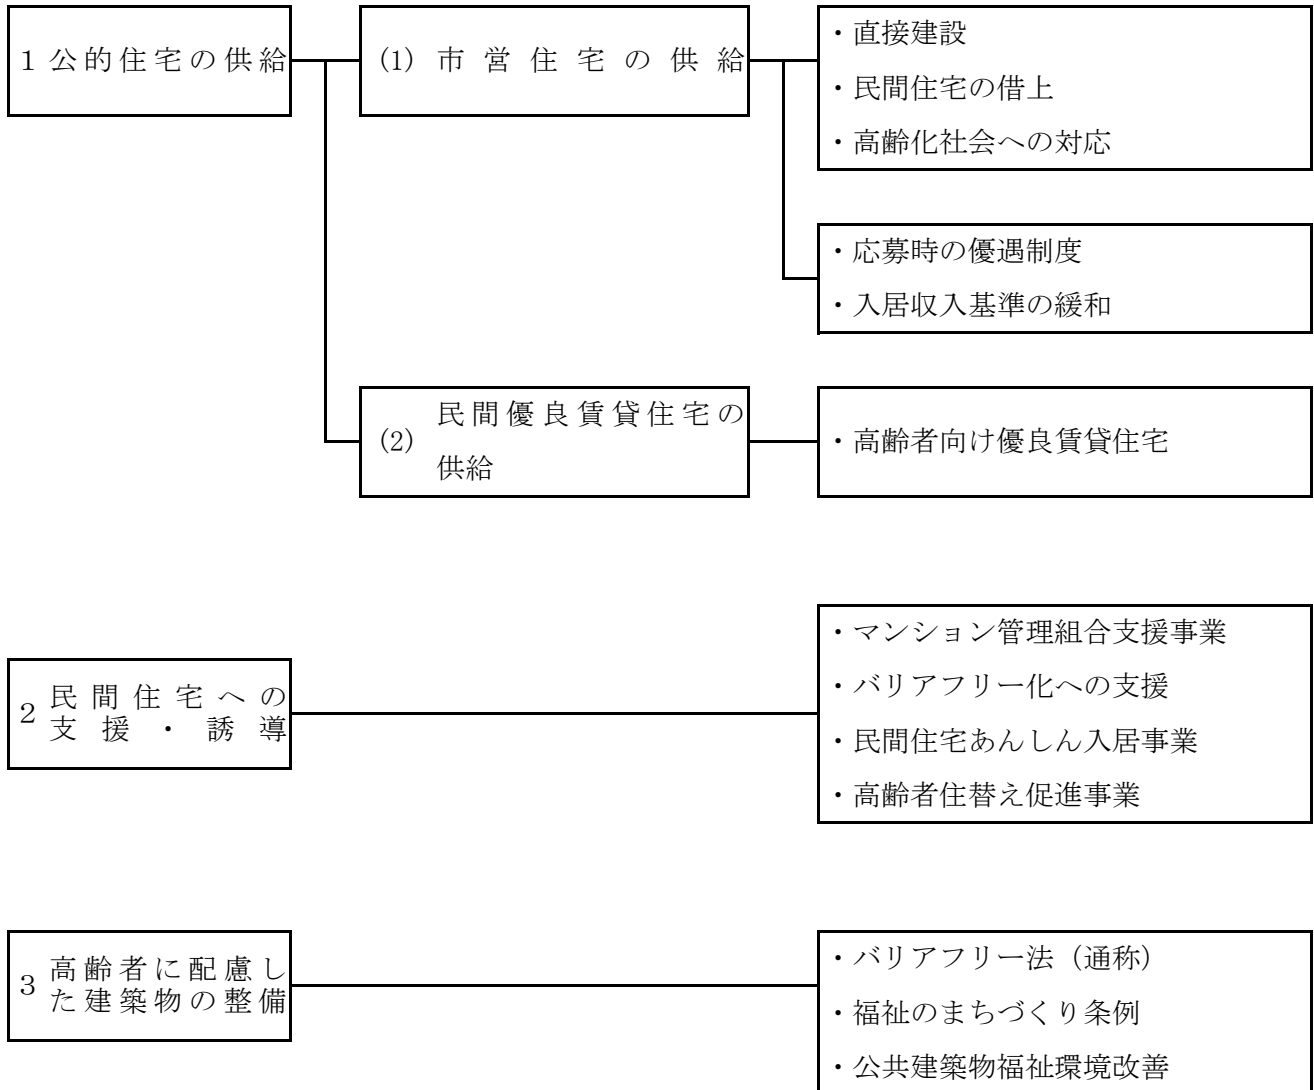 1 公的住宅の供給
(1) 市営住宅の供給
・直接建設
・民間住宅の借上
・高齢化社会への対応
・応募時の優遇制度
・入居収入基準の緩和
(2) 民間優良賃貸住宅の
供給
・高齢者向け優良賃貸住宅
2 民間住宅への
支援・誘導
・マンション管理組合支援事業
・バリアフリー化への支援
・民間住宅あんしん入居事業
・高齢者住替え促進事業
3 高齢者に配慮し
た建築物の整備
・バリアフリー法（通称）
・福祉のまちづくり条例
・公共建築物福祉環境改善